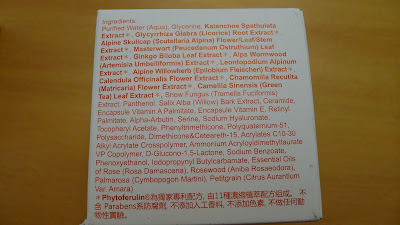 Ingredients:
Purified Water (Aqua), Glycerine, Kalanchoe Spathulata
Extract*, Glycyrrhiza Glabra (Licorice) Root Extract*,
Alpine Skullcap (Scutellaria Alpina) Flower/Leaf/Stem
Extract*, Masterwort (Peucedanum Ostruthium) Leaf
Extract*, Ginkgo Biloba Leaf Extract*, Alps Wormwood
(Artemisia Umbelliformis) Extract*, Leontopodium Alpinum
Extract*, Alpine Willowherb (Epilobium Fleischeri) Extract*,
Calendula Officinalis Flower Extract*, Chamomilla Recutita
(Matricaria) Flower Extract*, Camellia Sinensis (Green
Tea) Leaf Extract*, Snow Fungus (Tramella Fuciformis)
Extract, Panthenol, Salix Alba (Willow) Bark Extract, Ceramide,
Encapsule Vitamin A Palmitate, Encapsule Vitamin E, Retinyl
Palmitate, Alpha-Arbutin, Serine, Sodium Hyaluronate,
Tocopheryl Acetate, Phenyltrimethicone, Polyquaternium-51,
Polysaccharide, Dimethicone&Ceteareth-15, Acrylates C10-30
Alkyl Acrylate Crosspolymer, Ammonium Acryloyldimethyltaurate
VP Copolymer, D-Glucono-1,5-Lactone, Sodium Benzoate,
Phenoxyethanol, Iodopropynyl Butylcarbamate, Essential Oils
of Rose (Rosa Damascena), Rosewood (Aniba Rosaeodora),
Palmarosa (Cymbopogon Martini), Petitgrain (Citrus Aurantium
Var. Amara)
*Phytoferulin®為獨家專利配方, 由11種濃縮植萃配方組成。 不
含 Parabens系防腐劑, 不添加人工香料, 不添加色素, 不做任何動
物性實驗。